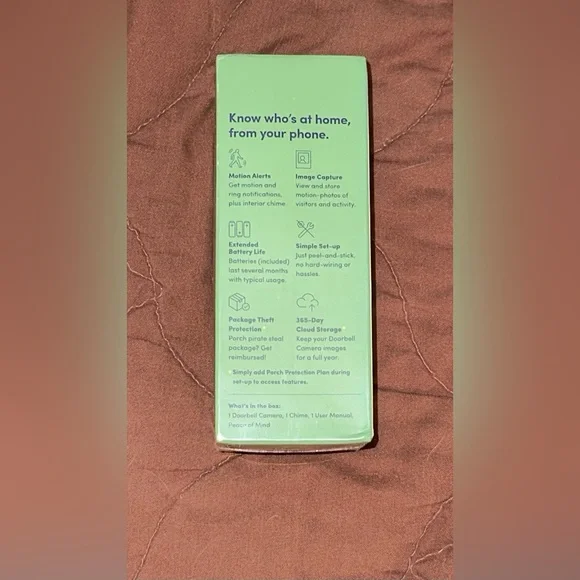 Know who's at home,
from your phone.
Motion Alerts
Get motion and
ring notifications,
plus interior chime.
Image Capture
View and store
motion-photos of
visitors and activity.
Extended
Battery Life
Batteries (included)
last several months
with typical usage.
Simple Set-up
Just peel-and-stick,
no hard-wiring or
hassles.
Package Theft
Protection*
Porch pirate steal
package? Get
reimbursed!
365-Day
Cloud Storage*
Keep your Doorbell
Camera images
for a full year.
*Simply add Porch Protection Plan during
set-up to access features.
What's in the box:
1 Doorbell Camera, 1 Chime, 1 User Manual,
Peace of Mind